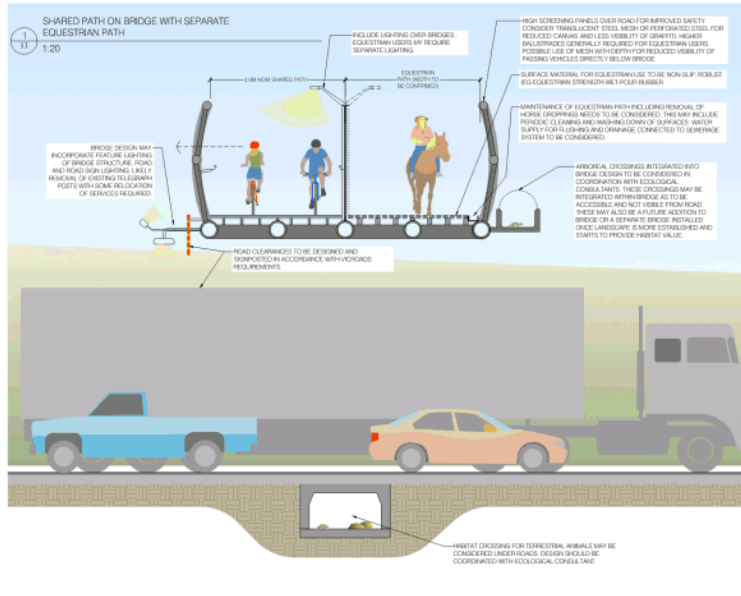 SHARED PATH ON BRIDGE WITH SEPARATE
EQUESTRIAN PATH
1
1:20
INCLUDE LIGHTING OVER BRIDGES.
EQUESTRIAN USERS MY REQUIRE
SEPARATE LIGHTING.
HIGH SCREENING PANELS OVER ROAD FOR IMPROVED SAFETY.
CONSIDER TRANSLUCENT STEEL MESH OR PERFORATED STEEL FOR
REDUCED 'CANVAS' AND LESS VISIBILITY OF GRAFFITI. HIGHER
BALUSTRADES GENERALLY REQUIRED FOR EQUESTRIAN USERS.
POSSIBLE USE OF MESH WITH DEPTH FOR REDUCED VISIBILITY OF
PASSING VEHICLES DIRECTLY BELOW BRIDGE.
3.0M NOM SHARED PATH
EQUESTRIAN
PATH (WIDTH TO
BE CONFIRMED)
SURFACE MATERIAL FOR EQUESTRIAN USE TO BE NON-SLIP, ROBUST
(EG-EQUESTRIAN STRENGTH WET-POUR RUBBER.
MAINTENANCE OF EQUESTRIAN PATH INCLUDING REMOVAL OF
HORSE DROPPINGS NEEDS TO BE CONSIDERED. THIS MAY INCLUDE
PERIODIC CLEANING AND WASHING DOWN OF SURFACES. WATER
SUPPLY FOR FLUSHING AND DRAINAGE CONNECTED TO SEWERAGE
SYSTEM TO BE CONSIDERED
BRIDGE DESIGN MAY
INCORPORATE FEATURE LIGHTING
OF BRIDGE STRUCTURE, ROAD
AND ROAD SIGN LIGHTING. LIKELY
REMOVAL OF EXISTING TELEGRAPH
POSTS WITH SOME RELOCATION
OF SERVICES REQUIRED.
ARBOREAL CROSSINGS INTEGRATED INTO
BRIDGE DESIGN TO BE CONSIDERED IN
COORDINATION WITH ECOLOGICAL
CONSULTANTS. THESE CROSSINGS MAY BE
INTEGRATED WITHIN BRIDGE AS TO BE
ACCESSIBLE AND NOT VISIBLE FROM ROAD.
THESE MAY ALSO BE A FUTURE ADDITION TO
BRIDGE OR A SEPARATE BRIDGE INSTALLED
ONCE LANDSCAPE IS MORE ESTABLISHED AND
STARTS TO PROVIDE HABITAT VALUE.
ROAD CLEARANCES TO BE DESIGNED AND
SIGNPOSTED IN ACCORDANCE WITH VICROADS
REQUIREMENTS.
HABITAT CROSSING FOR TERRESTRIAL ANIMALS MAY BE
CONSIDERED UNDER ROADS. DESIGN SHOULD BE
COORDINATED WITH ECOLOGICAL CONSULTANT.